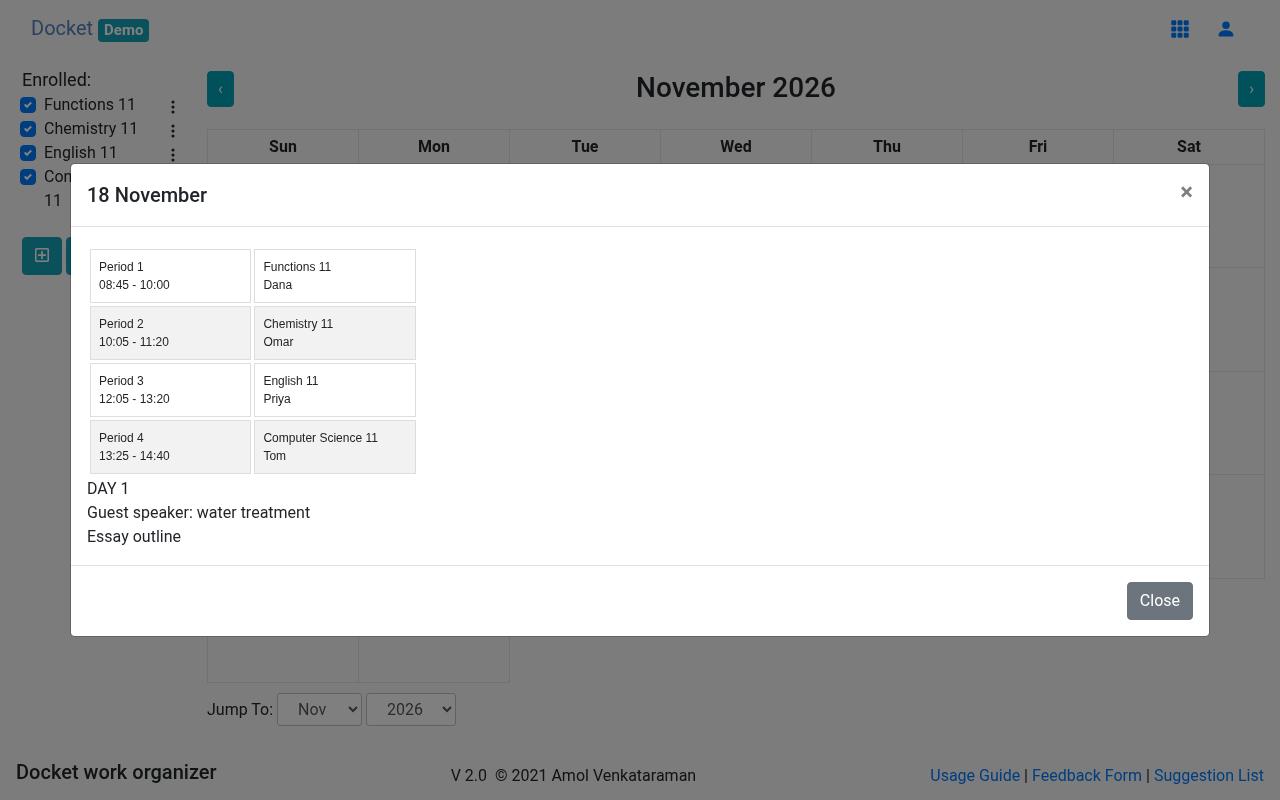 Docket Demo
Enrolled:
Functions 11
Chemistry 11
English 11
Con
11
‹
November 2026
›
Sun Mon Tue Wed Thu Fri Sat
18 November
×
Period 1
08:45 - 10:00
Functions 11
Dana
Period 2
10:05 - 11:20
Chemistry 11
Omar
Period 3
12:05 - 13:20
English 11
Priya
Period 4
13:25 - 14:40
Computer Science 11
Tom
DAY 1
Guest speaker: water treatment
Essay outline
Close
Jump To: Nov 2026
Docket work organizer
V 2.0 © 2021 Amol Venkataraman
Usage Guide | Feedback Form | Suggestion List